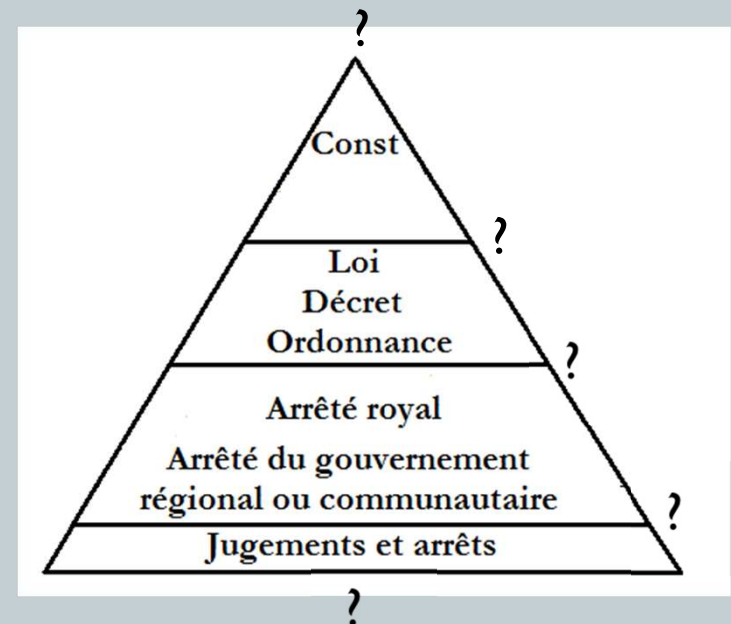 ?
Const
?
Loi
Décret
Ordonnance
?
Arrêté royal
Arrêté du gouvernement
régional ou communautaire
?
Jugements et arrêts
?